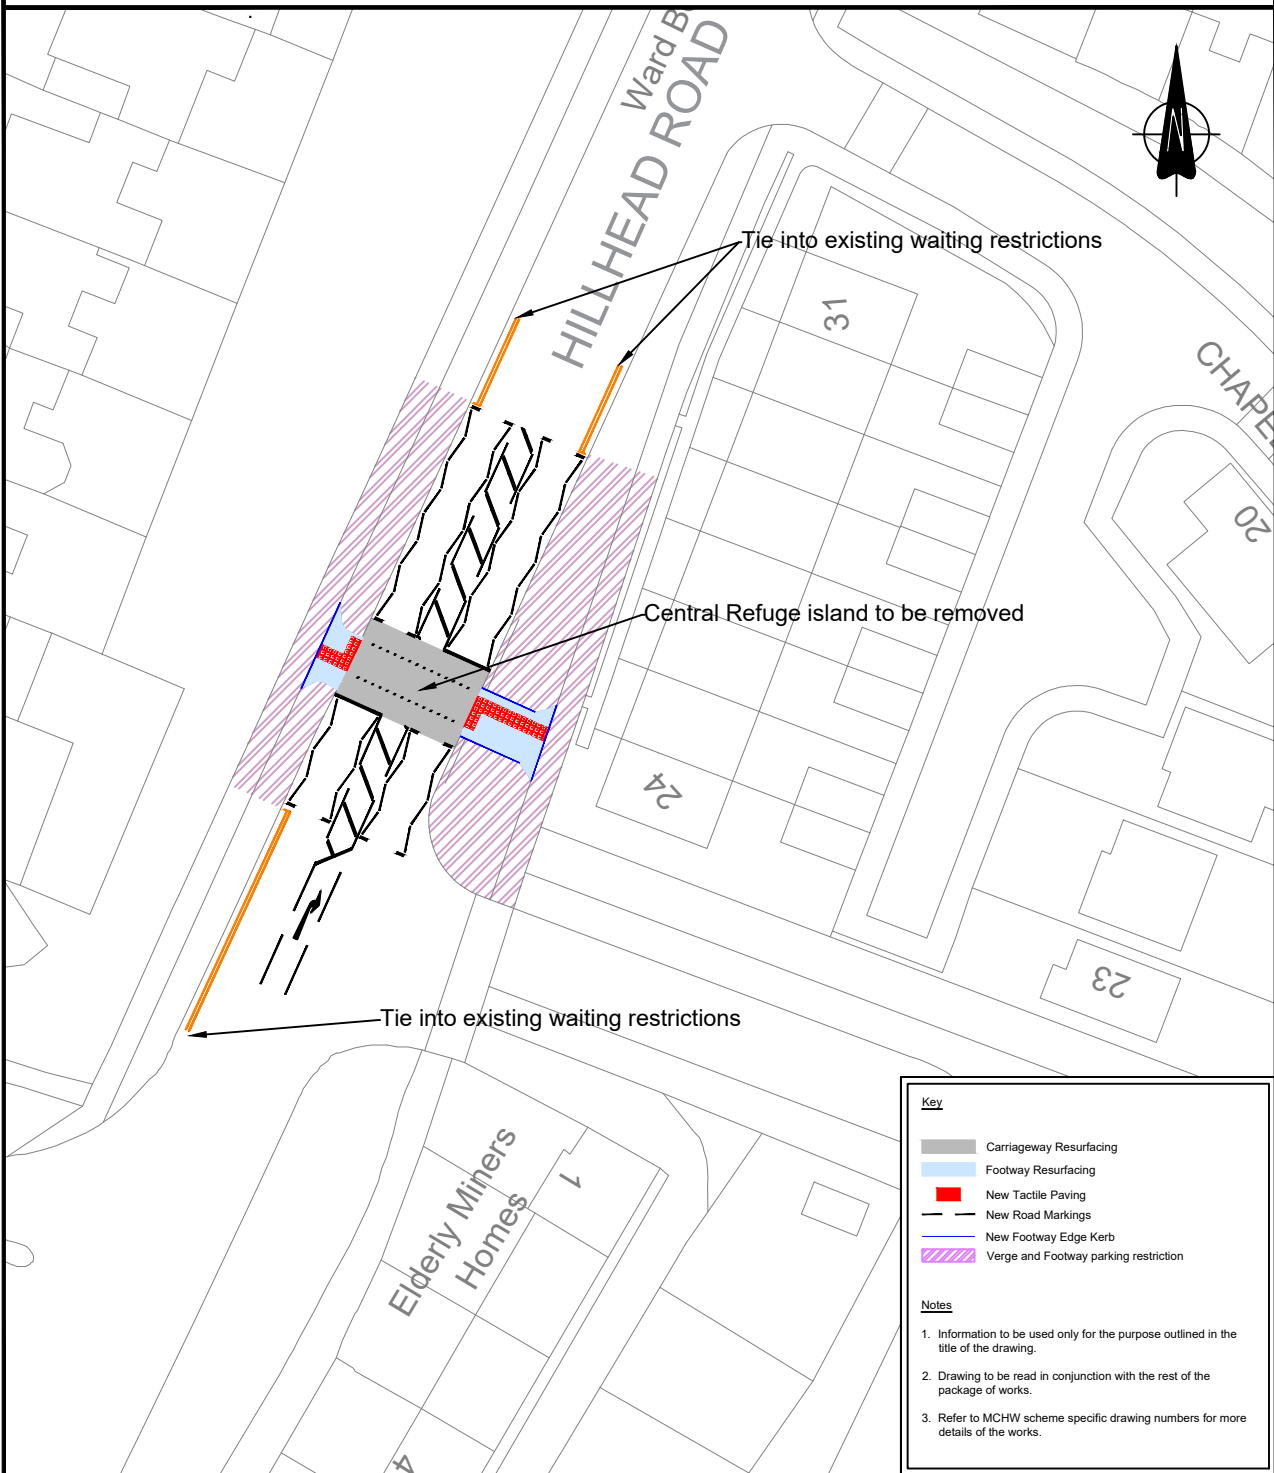 Ward B
HILLHEAD ROAD
N
Tie into existing waiting restrictions
31
CHAPE
20
Central Refuge island to be removed
24
23
Tie into existing waiting restrictions
Elderly Miners
Homes
1
4
Key
Carriageway Resurfacing
Footway Resurfacing
New Tactile Paving
New Road Markings
New Footway Edge Kerb
Verge and Footway parking restriction
Notes
1. Information to be used only for the purpose outlined in the
title of the drawing.
2. Drawing to be read in conjunction with the rest of the
package of works.
3. Refer to MCHW scheme specific drawing numbers for more
details of the works.